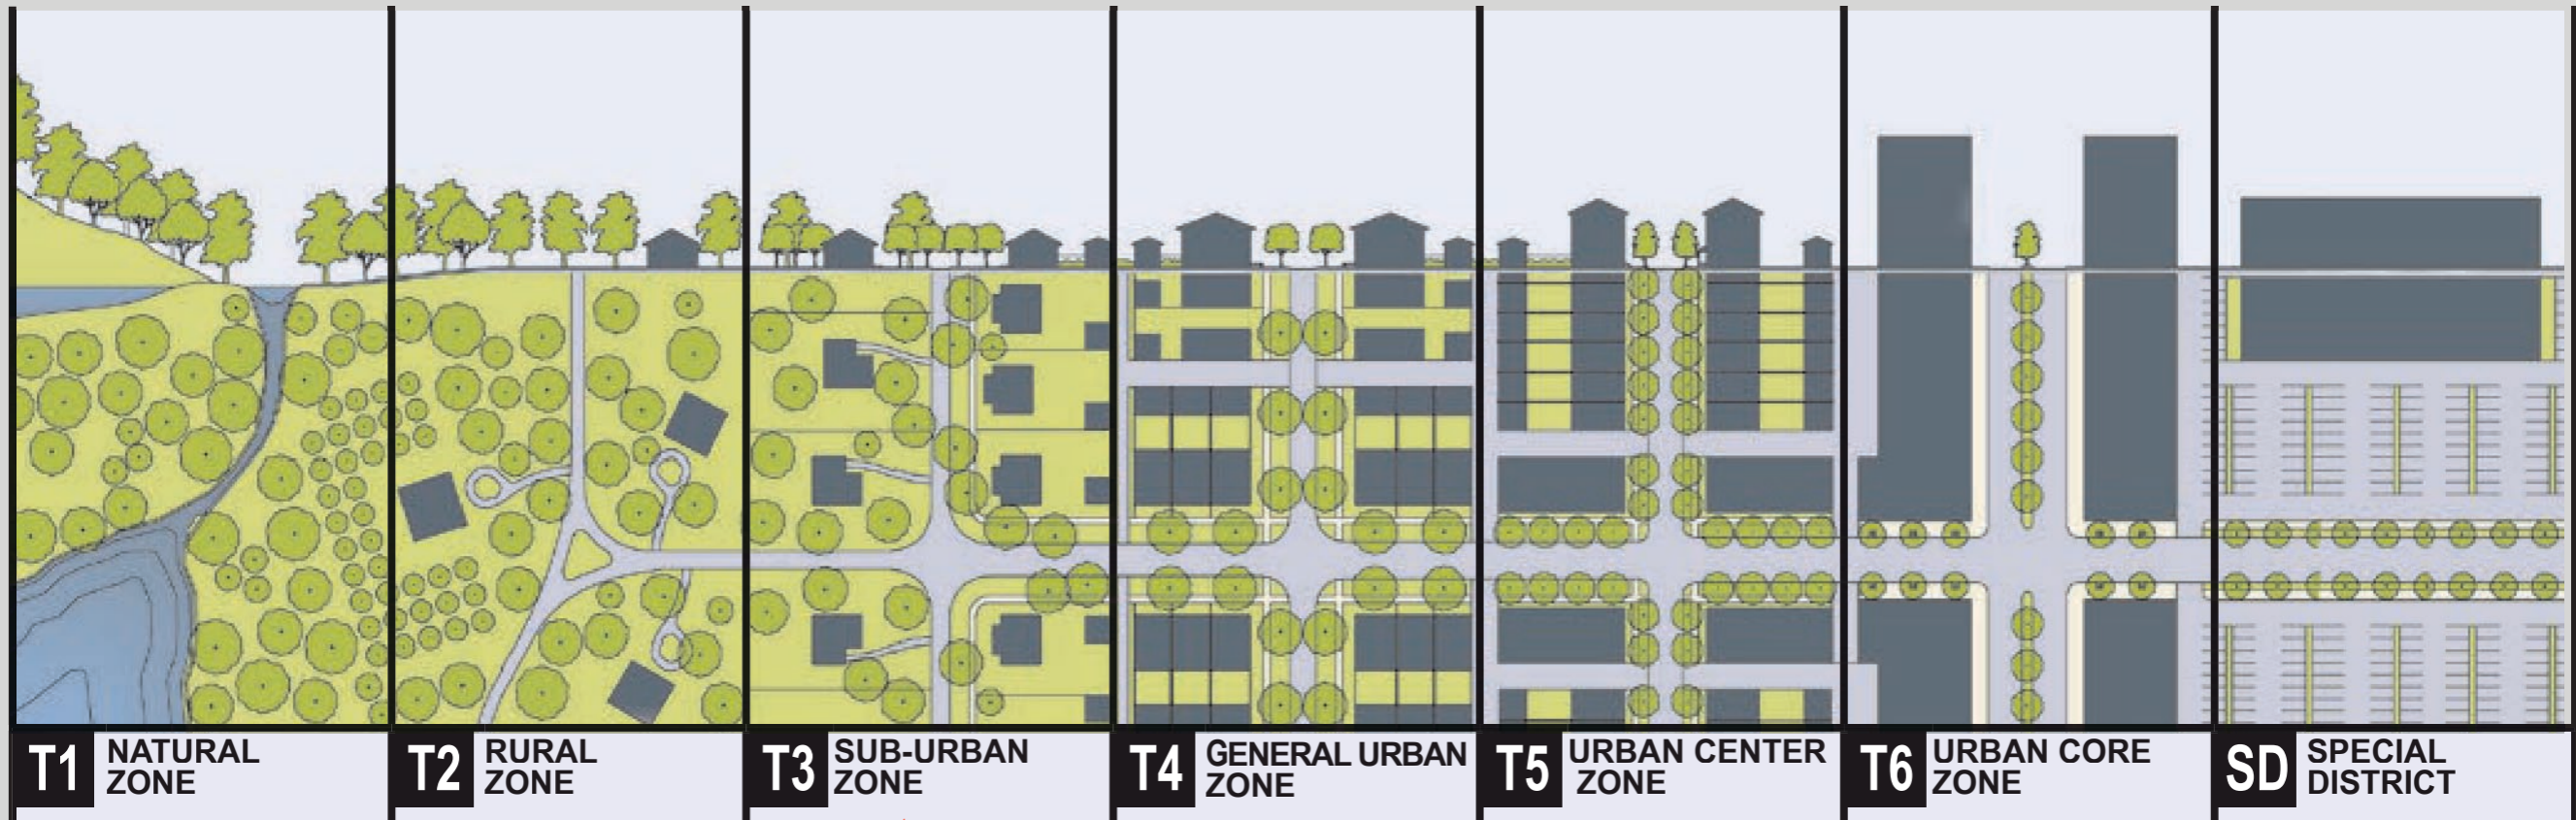 T1 NATURAL
ZONE
T2 RURAL
ZONE
T3 SUB-URBAN
ZONE
T4 GENERAL URBAN
ZONE
T5 URBAN CENTER
ZONE
T6 URBAN CORE
ZONE
SD SPECIAL
DISTRICT